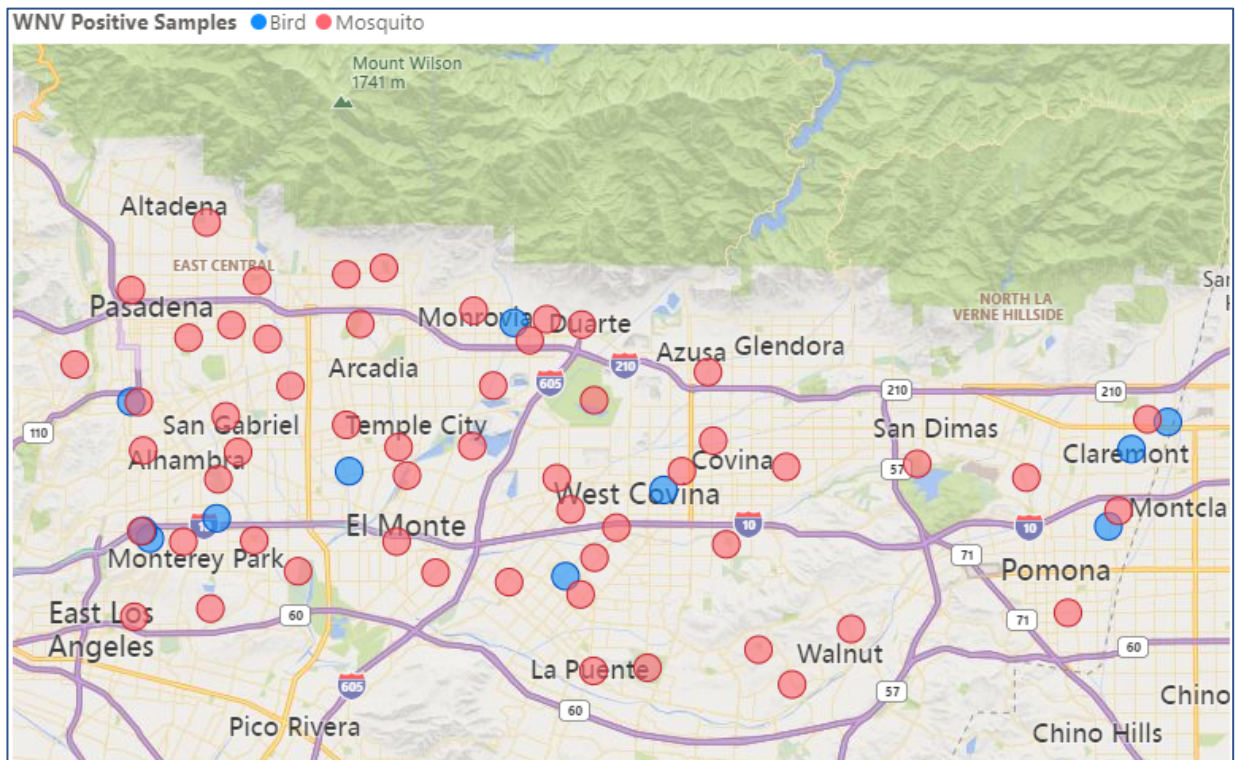 WNV Positive Samples Bird Mosquito
Mount Wilson
1741 m
Altadena
EAST CENTRAL
Pasadena
Monrovia
Duarte
NORTH LA
VERNE HILLSIDE
Arcadia
Azusa
Glendora
605
210
210
210
110
San Gabriel
Temple City
San Dimas
Alhambra
Covina
57
Claremont
West Covina
10
El Monte
10
10
Montcla
Monterey Park
71
Pomona
East Los
Angeles
60
71
60
La Puente
Walnut
605
57
60
Chino
Pico Rivera
Chino Hills